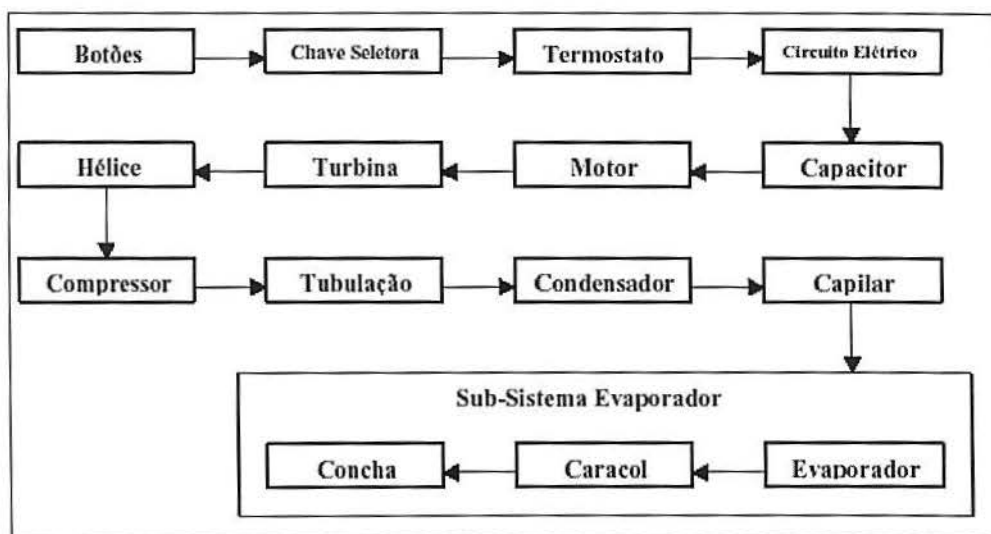 Botões
Chave Seletora
Termostato
Circuito Elétrico
Hélice
Turbina
Motor
Capacitor
Compressor
Tubulação
Condensador
Capilar
Sub-Sistema Evaporador
Concha
Caracol
Evaporador